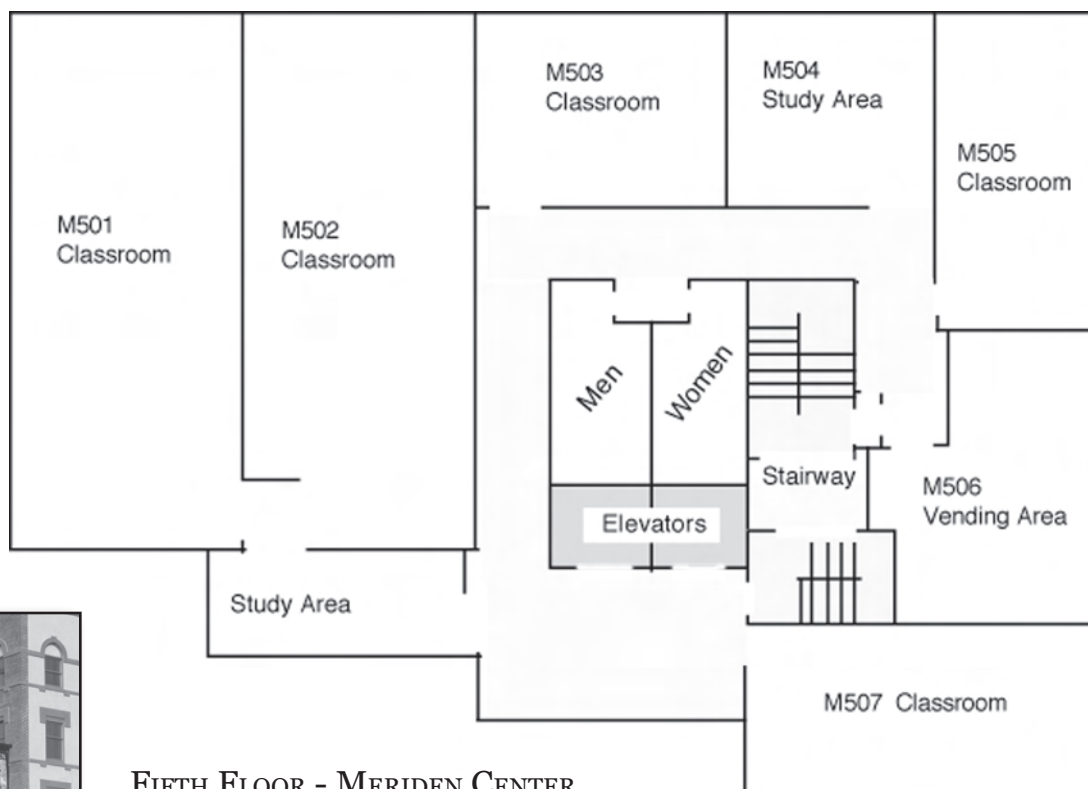 M503
Classroom
M504
Study Area
M505
Classroom
M501
Classroom
M502
Classroom
Men
Women
Stairway
M506
Vending Area
Elevators
Study Area
M507 Classroom
FIFTH FLOOR - MERIDEN CENTER